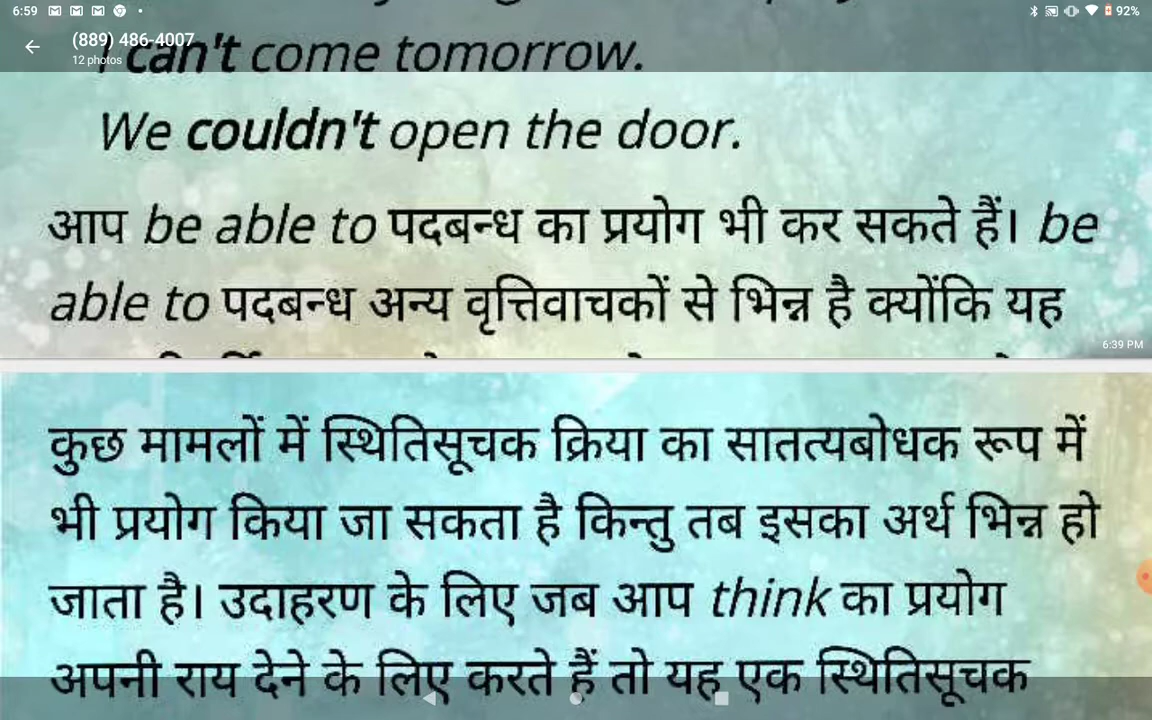 6:59
92%
(889) 486-4007
12 photos
I can't come tomorrow.
We couldn't open the door.
आप be able to पदबन्ध का प्रयोग भी कर सकते हैं। be
able to पदबन्ध अन्य वृत्तिवाचकों से भिन्न है क्योंकि यह
6:39 PM
कुछ मामलों में स्थितिसूचक क्रिया का सातत्यबोधक रूप में
भी प्रयोग किया जा सकता है किन्तु तब इसका अर्थ भिन्न हो
जाता है। उदाहरण के लिए जब आप think का प्रयोग
अपनी राय देने के लिए करते हैं तो यह एक स्थितिसूचक